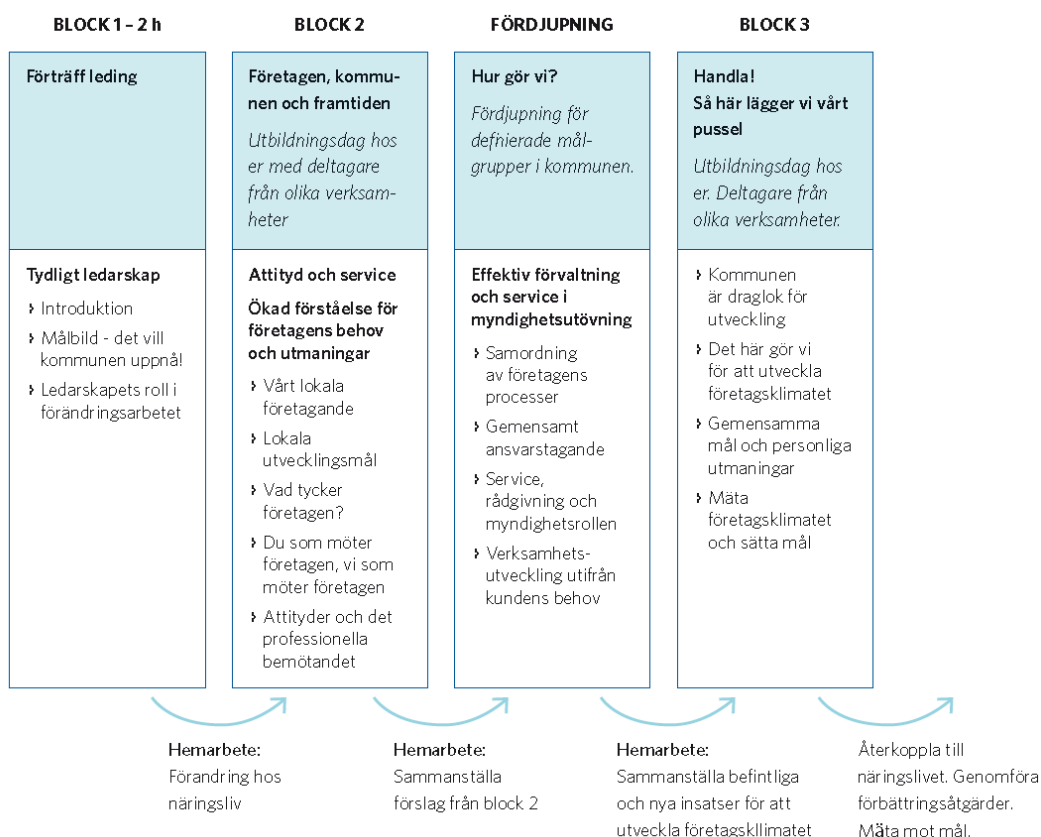 BLOCK 1 – 2 h
Förträff leding
Tydligt ledarskap
› Introduktion
› Målbild - det vill
kommunen uppnå!
› Ledarskapets roll i
förändringsarbetet
BLOCK 2
Företagen, kommu-
nen och framtiden
Utbildningsdag hos
er med deltagare
från olika verksam-
heter
Attityd och service
Ökad förståelse för
företagens behov
och utmaningar
› Vårt lokala
företagande
› Lokala
utvecklingsmål
› Vad tycker
företagen?
› Du som möter
företagen, vi som
möter företagen
› Attityder och det
professionella
bemötandet
FÖRDJUPNING
Hur gör vi?
Fördjupning för
defnierade mål-
grupper i kommunen.
Effektiv förvaltning
och service i
myndighetsutövning
› Samordning
av företagens
processer
› Gemensamt
ansvarstagande
› Service,
rådgivning och
myndighetsrollen
› Verksamhets-
utveckling utifrån
kundens behov
BLOCK 3
Handla!
Så här lägger vi vårt
pussel
Utbildningsdag hos
er. Deltagare från
olika verksamheter.
› Kommunen
är draglok för
utveckling
› Det här gör vi
för att utveckla
företagsklimatet
› Gemensamma
mål och personliga
utmaningar
› Mäta
företagsklimatet
och sätta mål
Hemarbete:
Förandring hos
näringsliv
Hemarbete:
Sammanställa
förslag från block 2
Hemarbete:
Sammanställa befintliga
och nya insatser för att
utveckla företagskllimatet
Återkoppla till
näringslivet. Genomföra
förbättringsåtgärder.
Mäta mot mål.